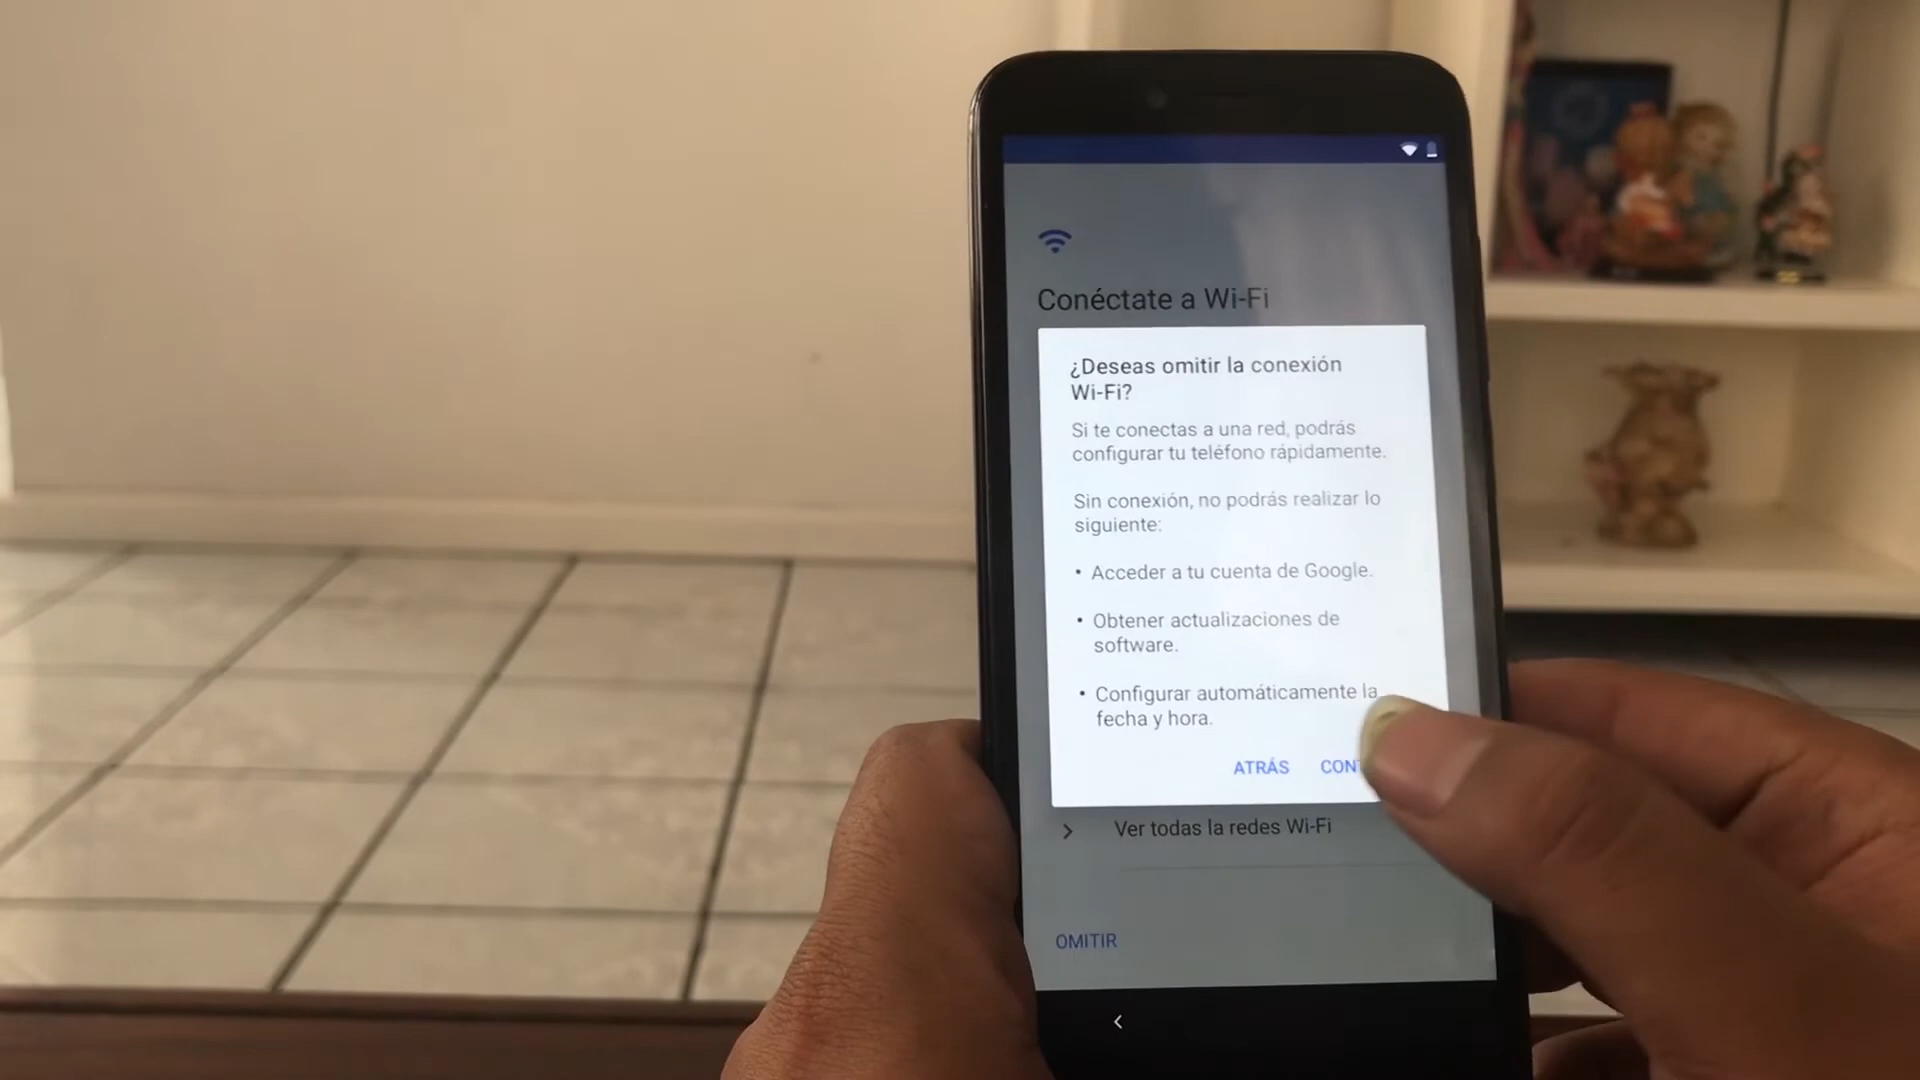 Conéctate a Wi-Fi
¿Deseas omitir la conexión
Wi-Fi?
Si te conectas a una red, podrás
configurar tu teléfono rápidamente.
Sin conexión, no podrás realizar lo
siguiente:
• Acceder a tu cuenta de Google.
• Obtener actualizaciones de
software.
• Configurar automáticamente la
fecha y hora.
ATRÁS
Ver todas la redes Wi-Fi
OMITIR